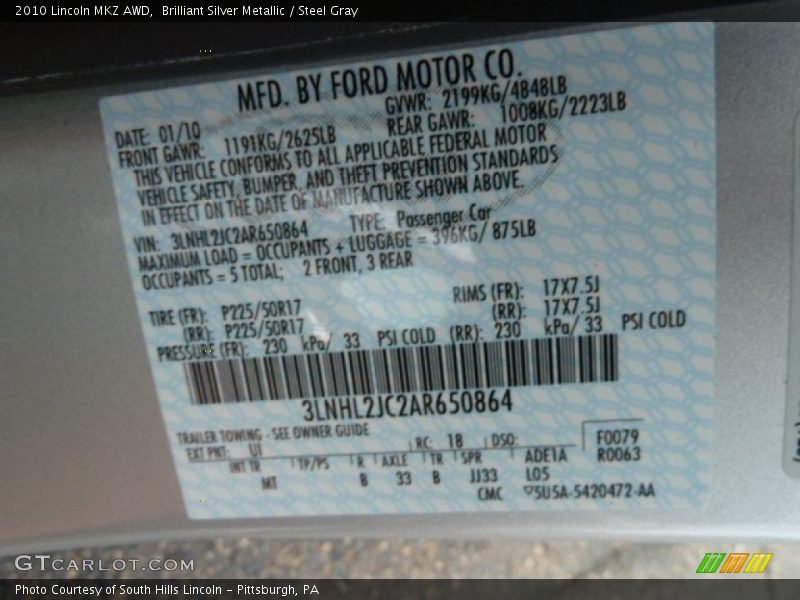 2010 Lincoln MKZ AWD,  Brilliant Silver Metallic / Steel Gray
MFD. BY FORD MOTOR CO.
DATE: 01/10 GVWR: 2199KG/4848LB
FRONT GAWR: 1191KG/2625LB REAR GAWR: 1008KG/2223LB
THIS VEHICLE CONFORMS TO ALL APPLICABLE FEDERAL MOTOR
VEHICLE SAFETY, BUMPER, AND THEFT PREVENTION STANDARDS
IN EFFECT ON THE DATE OF MANUFACTURE SHOWN ABOVE.
VIN: 3LNHL2JC2AR650864 TYPE: Passenger Car
MAXIMUM LOAD = OCCUPANTS + LUGGAGE = 396KG/ 875LB
OCCUPANTS = 5 TOTAL; 2 FRONT, 3 REAR
TIRE (FR): P225/50R17 RIMS (FR): 17X7.5J
(RR): P225/50R17 (RR): 17X7.5J
PRESSURE (FR): 230 kPa/ 33 PSI COLD (RR): 230 kPa/ 33 PSI COLD
3LNHL2JC2AR650864
TRAILER TOWING - SEE OWNER GUIDE
EXT PNT: UI RC: 18 DSO: F0079
INT TR TP/PS R AXLE TR SPR ADE1A R0063
MT B 33 B JJ33 L05
CMC ▽5U5A-5420472-AA
GTCARLOT.COM
Photo Courtesy of South Hills Lincoln - Pittsburgh, PA